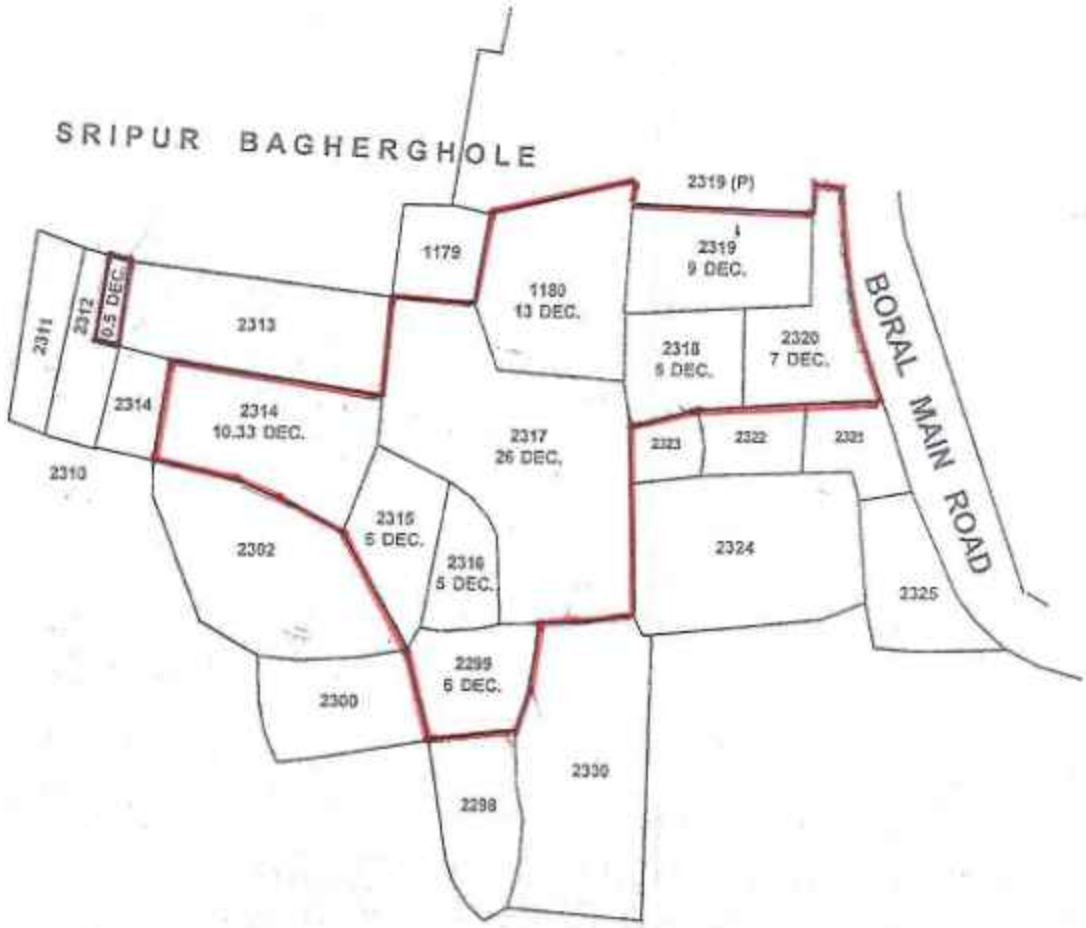 SRIPUR BAGHERGHOLE
2319 (P)
1179
2319
9 DEC.
1180
13 DEC.
0.5 DEC.
2313
2312
2311
BORAL MAIN ROAD
2318
6 DEC.
2320
7 DEC.
2314
2314
10.33 DEC.
2317
26 DEC.
2323
2322
2321
2310
2315
6 DEC.
2302
2316
5 DEC.
2324
2325
2299
6 DEC.
2300
2330
2298